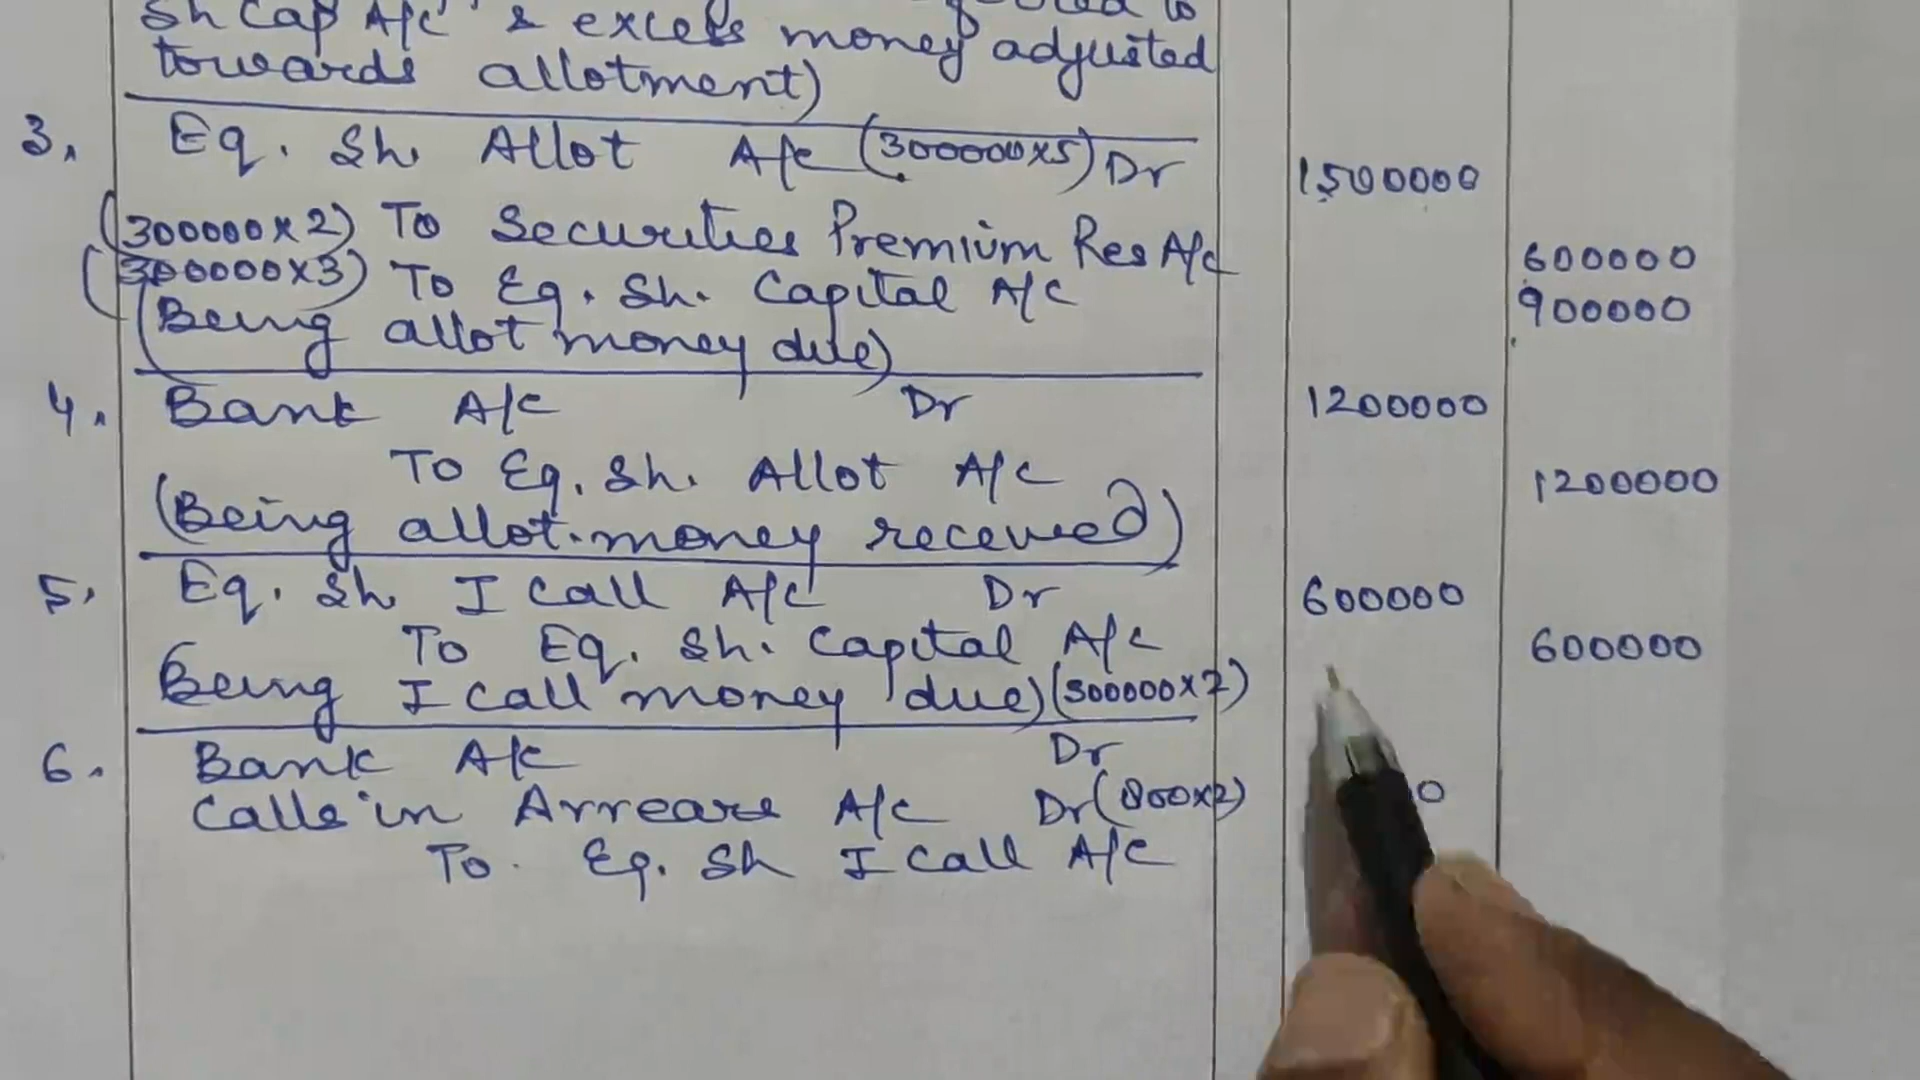 Sh Cap A/c & excess money adjusted
towards allotment)
3. Eq. Sh. Allot A/c (300000x5) Dr 1500000
(300000x2) To Securities Premium Res A/c 600000
(300000x3) To Eq. Sh. Capital A/c 900000
(Being allot money due)
4. Bank A/c Dr 1200000
To Eq. Sh. Allot A/c 1200000
(Being allot. money received)
5. Eq. Sh I Call A/c Dr 600000
To Eq. Sh. Capital A/c 600000
Being I call money due) (300000x2)
6. Bank A/c Dr
Calls in Arrears A/c Dr (800x2)
To Eq. Sh I Call A/c